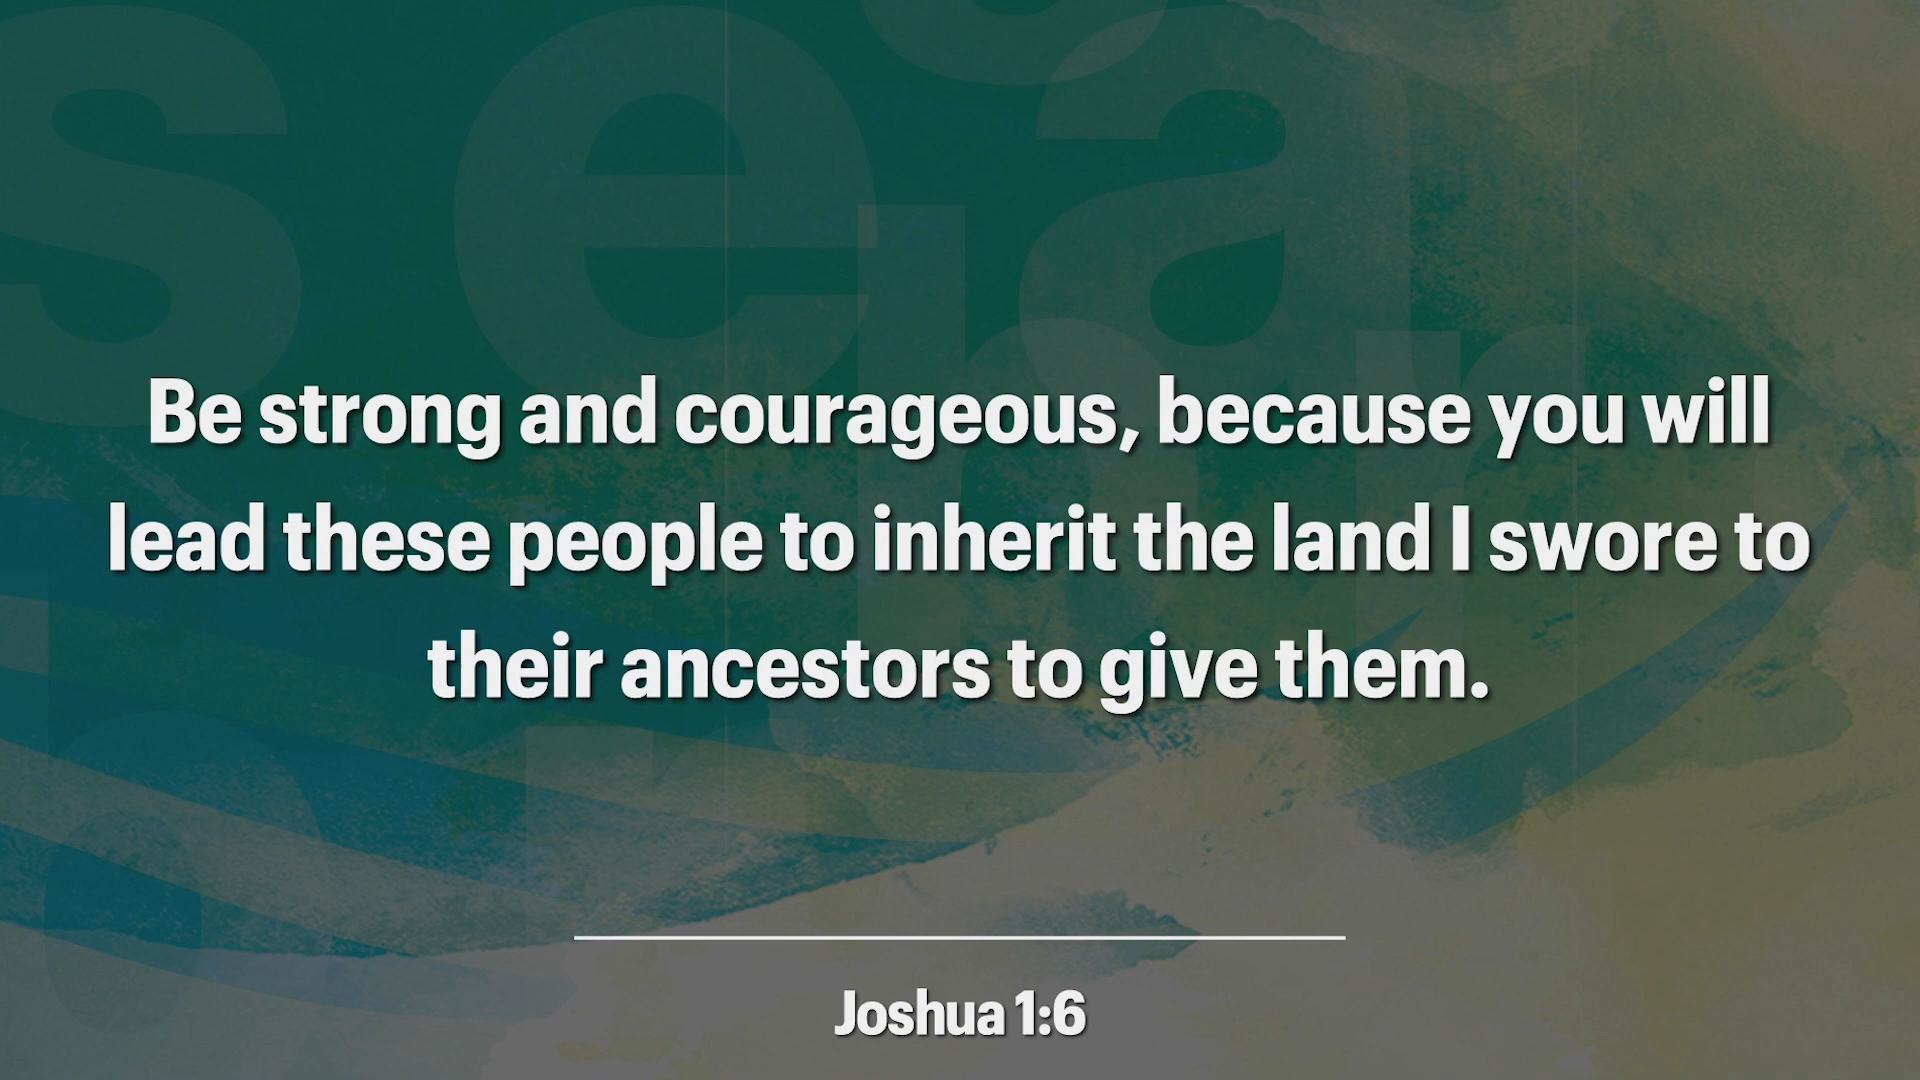 Be strong and courageous, because you will
lead these people to inherit the land I swore to
their ancestors to give them.
Joshua 1:6